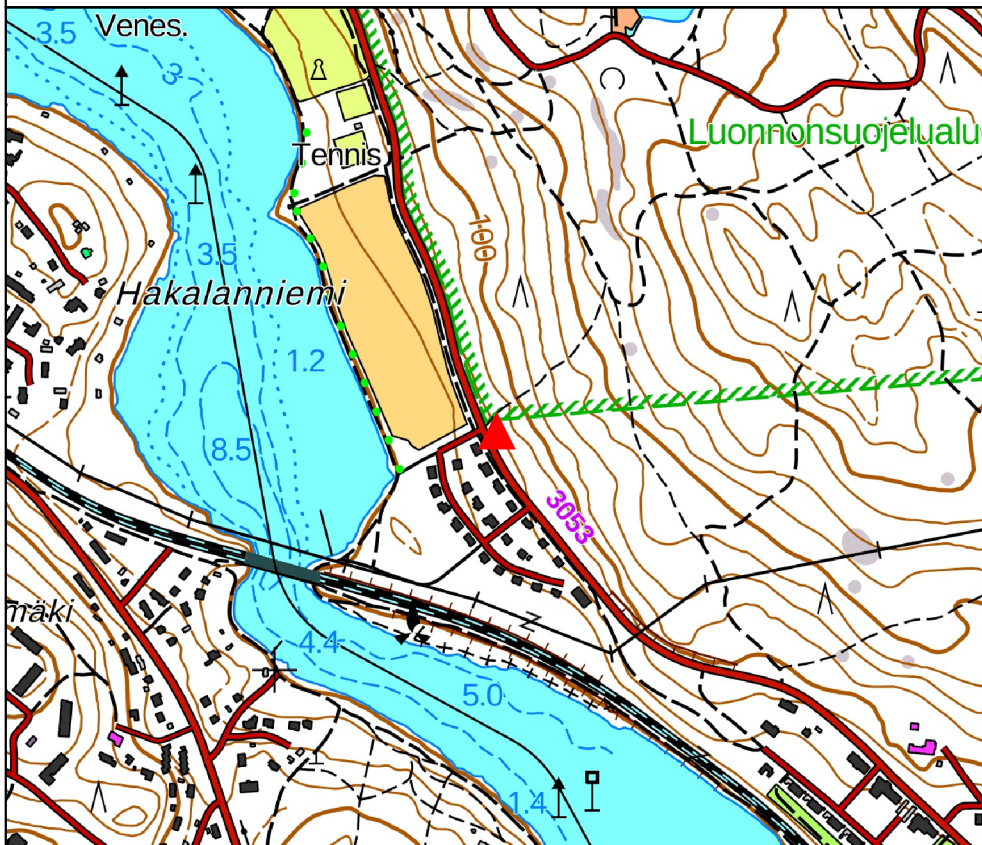 3.5
Venes.
3
Luonnonsuojelualu
Tennis
100
3.5
Hakalanniemi
1.2
8.5
3053
mäki
4.4
5.0
1.4